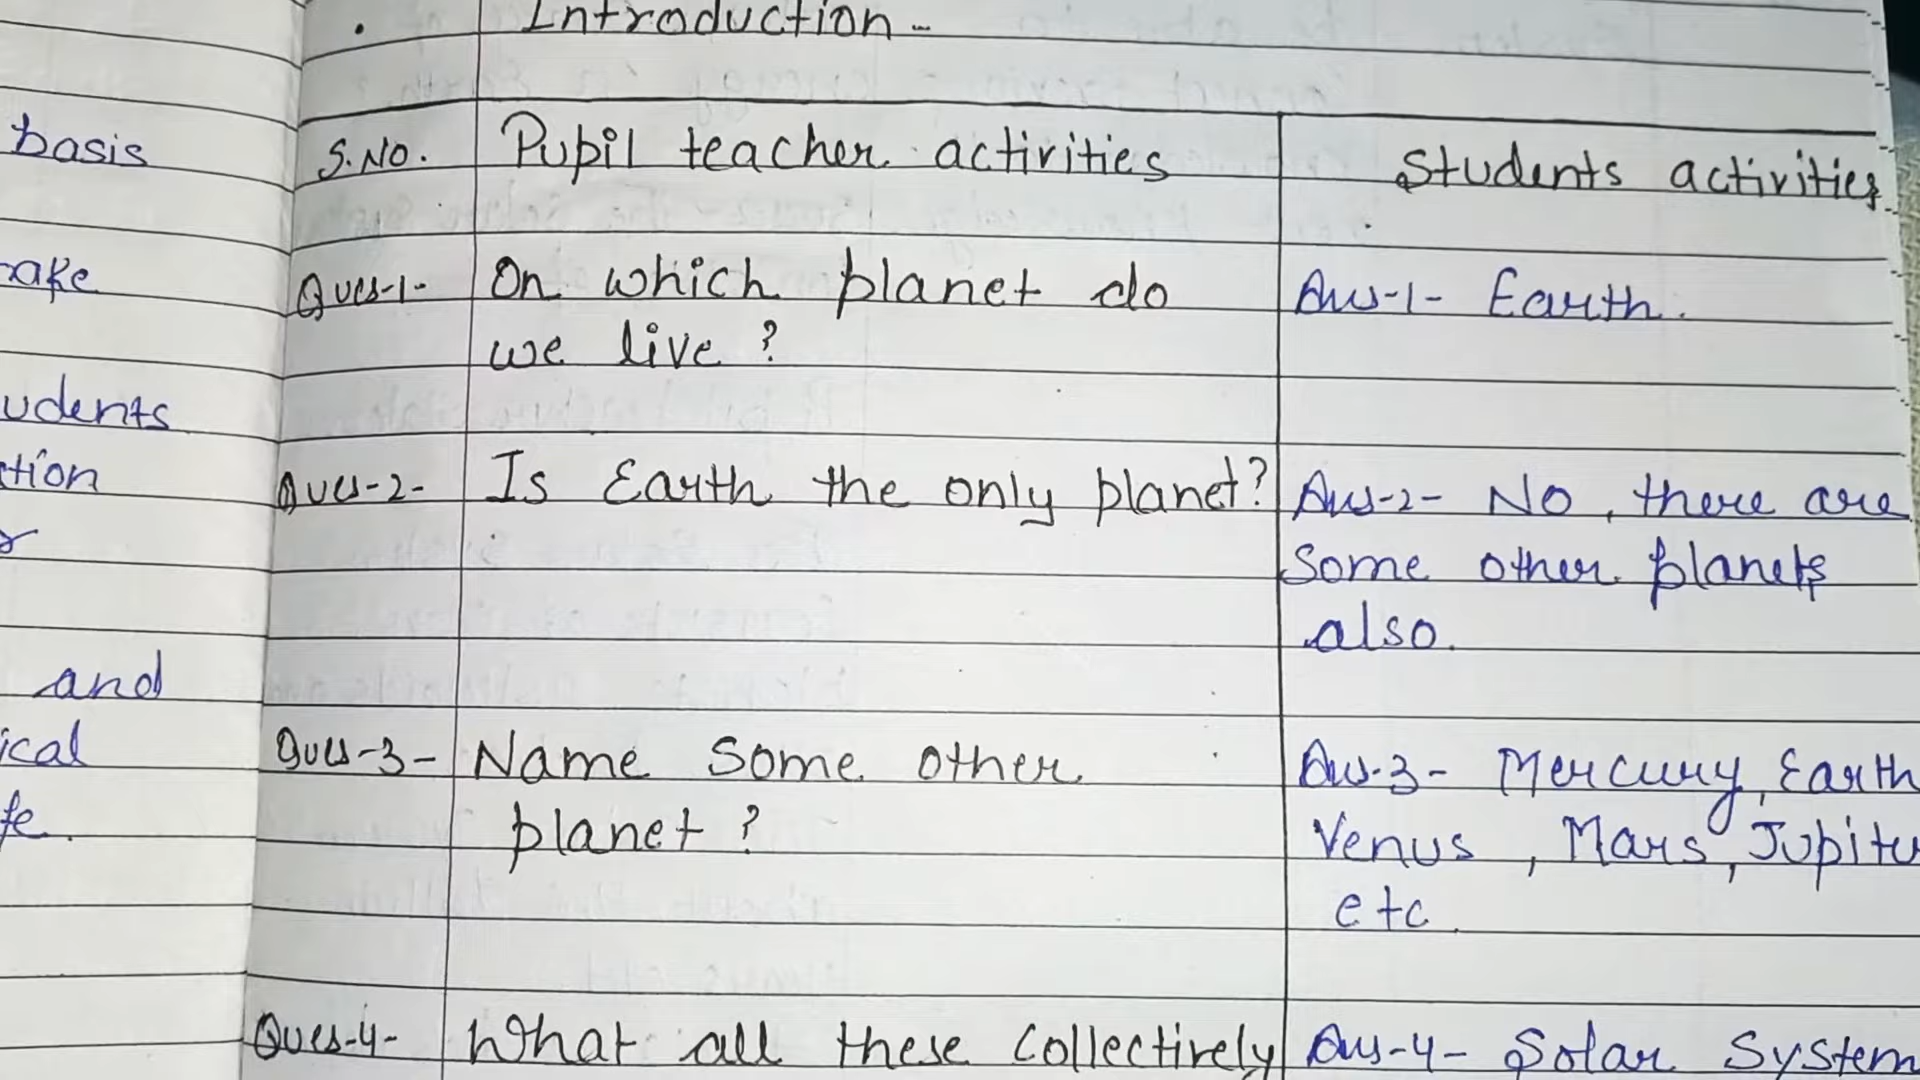 Introduction -
basis
S.No. Pupil teacher activities Students activities
Ques-1- On which planet do Ans-1- Earth.
we live ?
udents
tion
Ques-2- Is Earth the only planet? Ans-2- No, there are
some other planets
also.
and
ical
Ques-3- Name some other Ans-3- Mercury, Earth
planet ? Venus, Mars, Jupite
etc.
Ques-4- What all these collectively Ans-4- Solar System